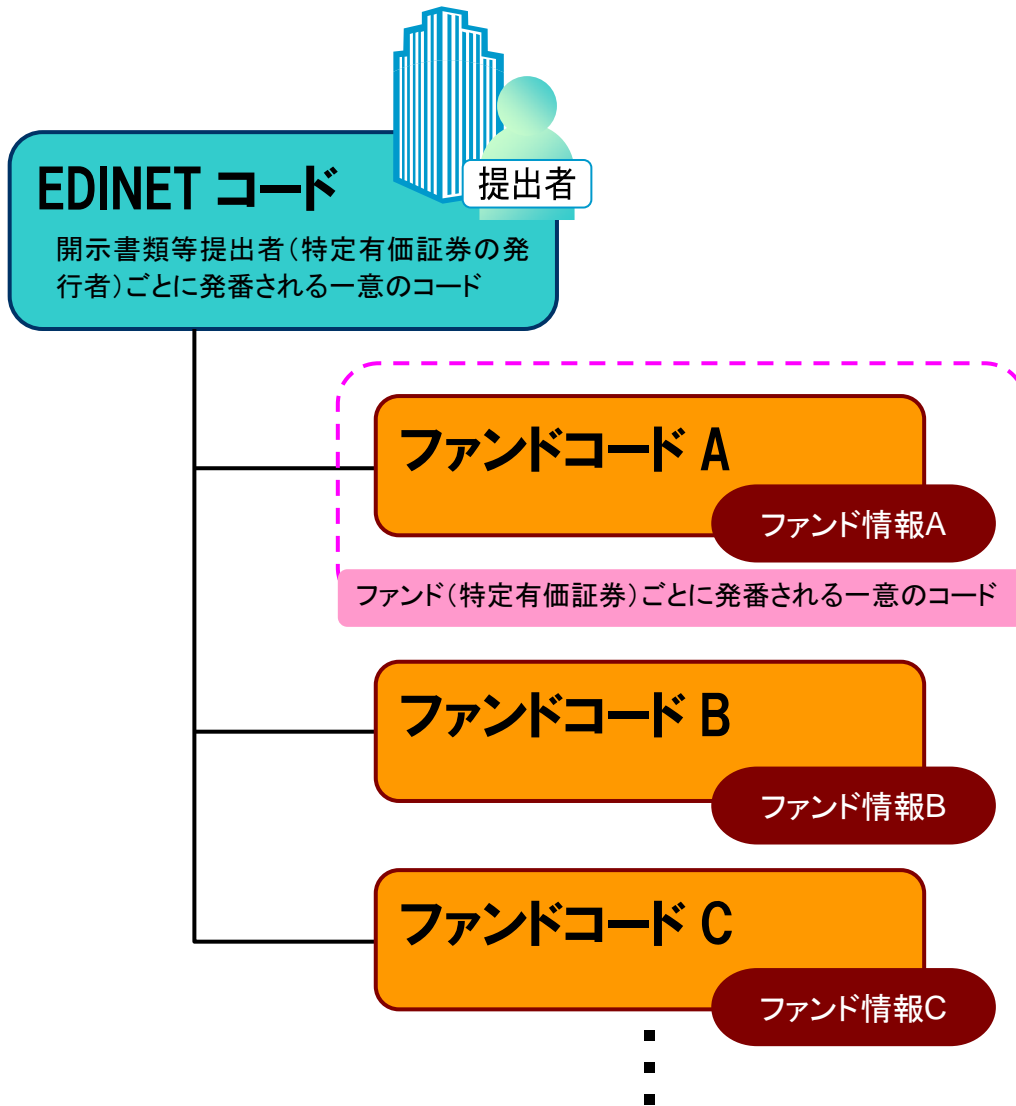 提出者
EDINET コード
開示書類等提出者（特定有価証券の発
行者）ごとに発番される一意のコード
ファンドコード A
ファンド情報A
ファンド（特定有価証券）ごとに発番される一意のコード
ファンドコード B
ファンド情報B
ファンドコード C
ファンド情報C